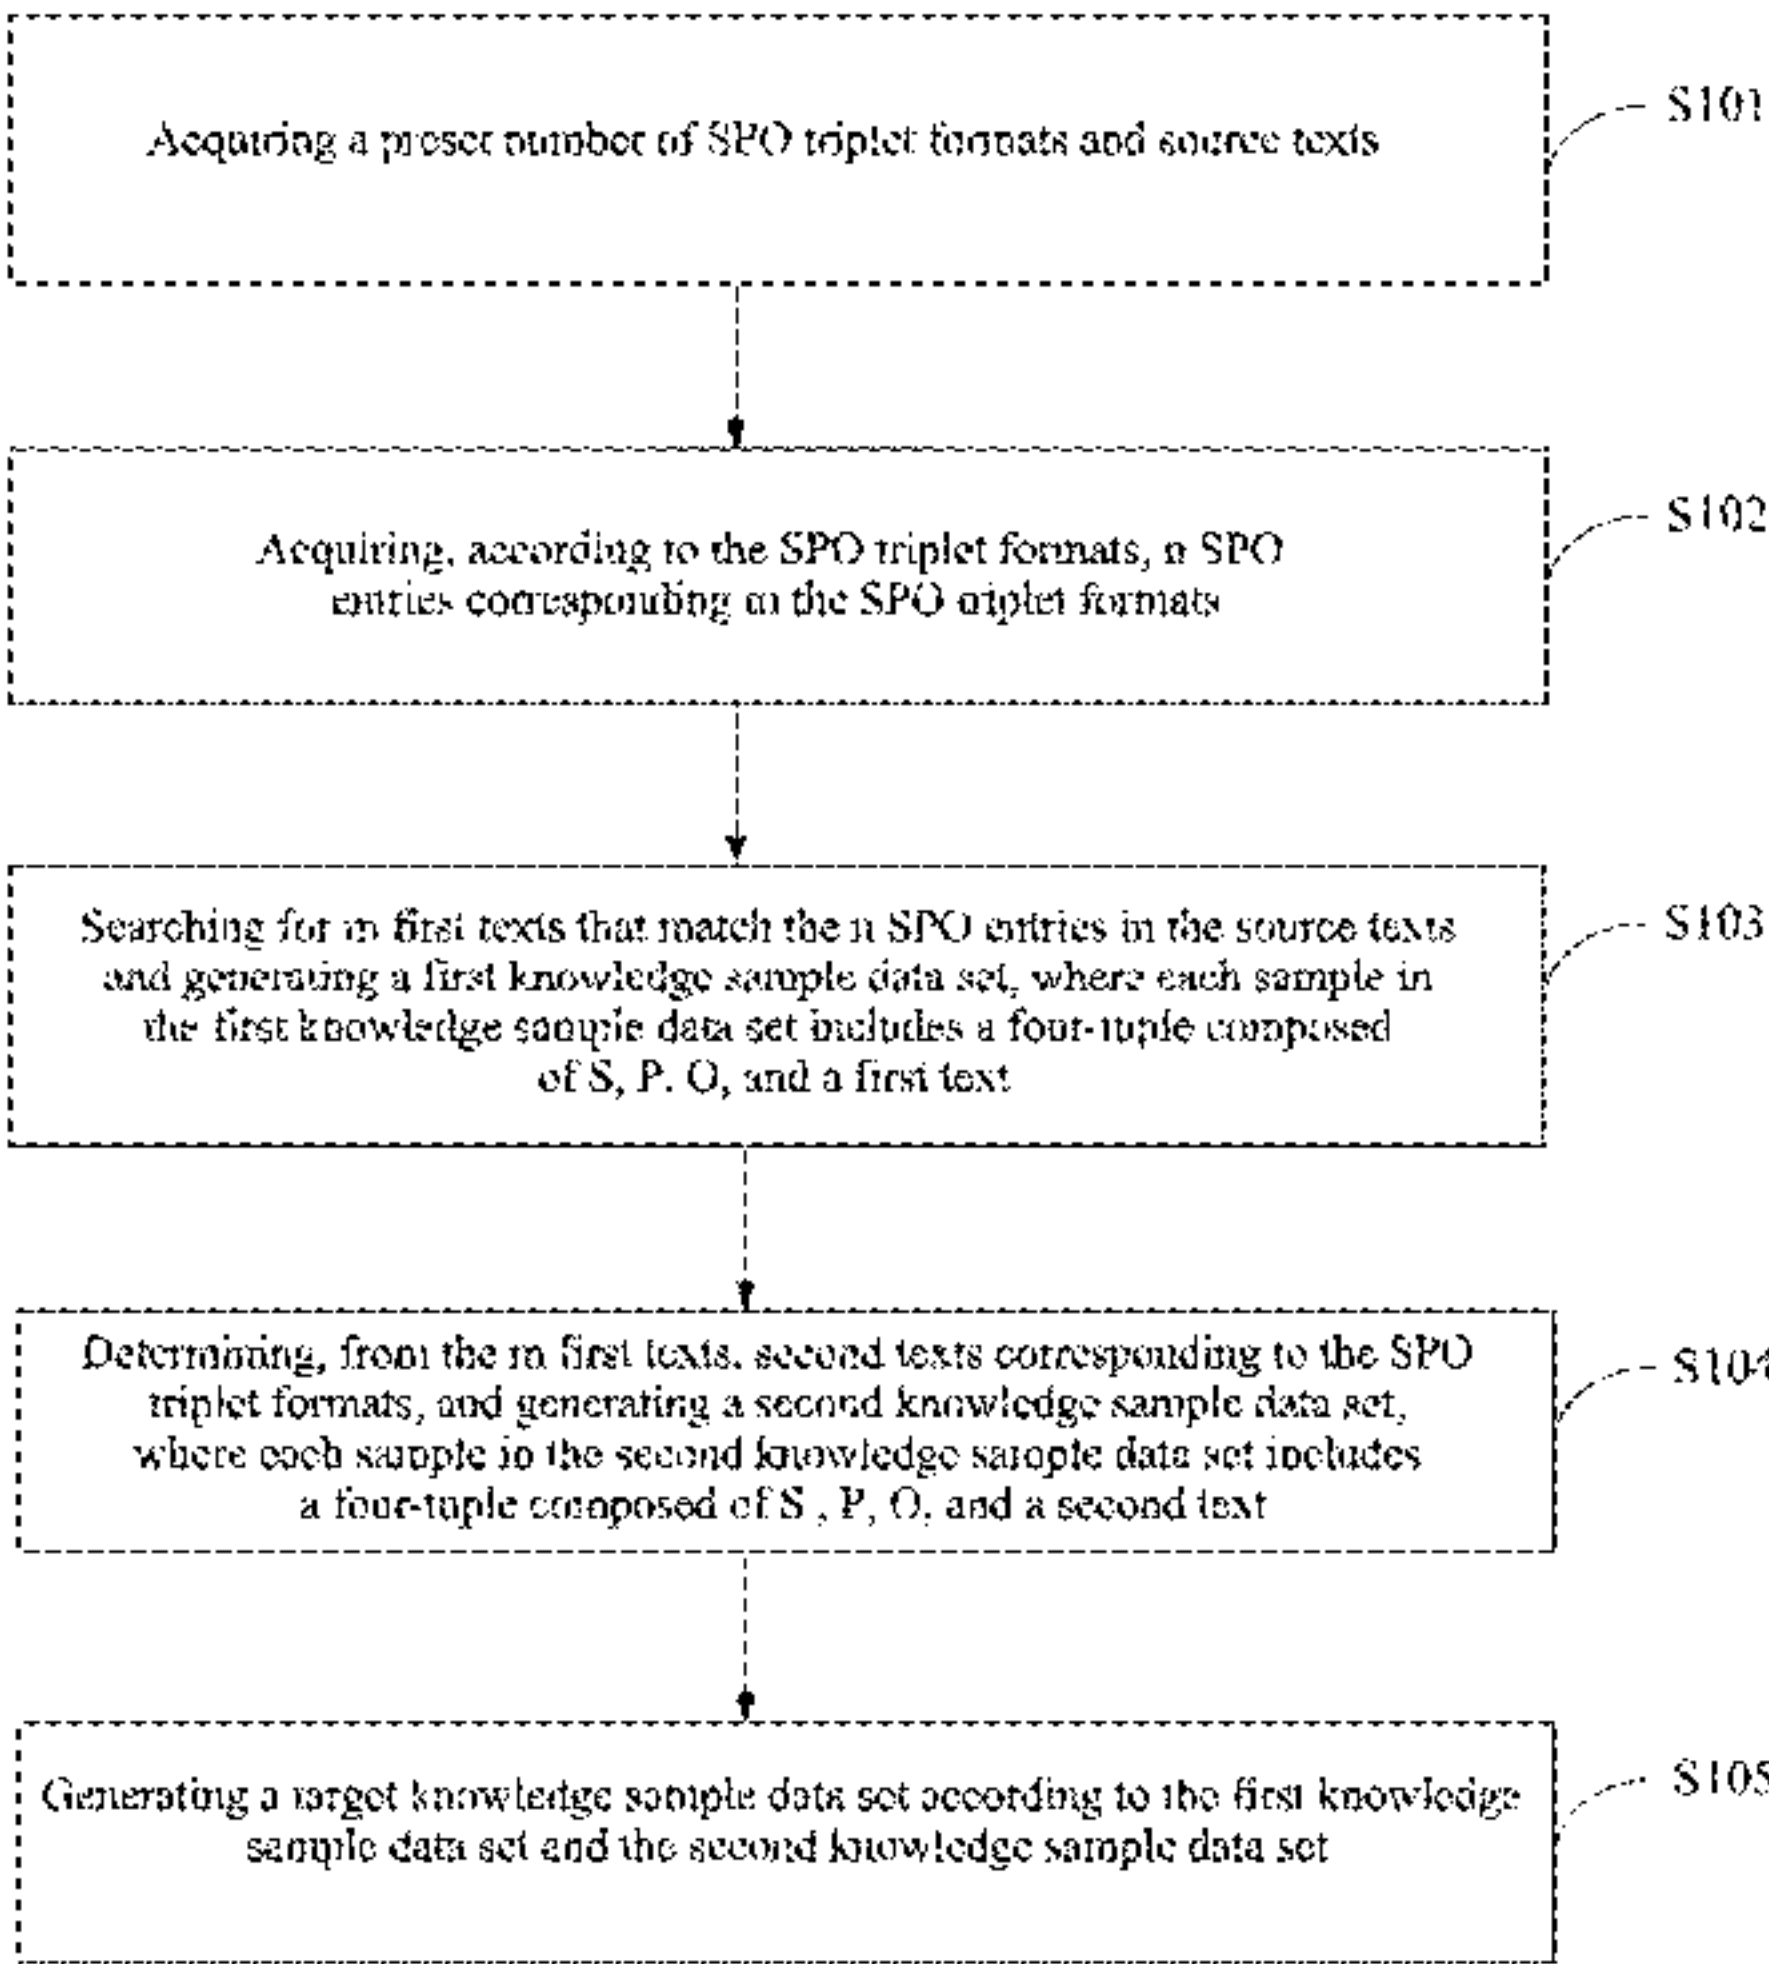 Acquiring a preset number of SPO triplet formats and source texts
S101
Acquiring, according to the SPO triplet formats, n SPO
entries corresponding to the SPO triplet formats
S102
Searching for m first texts that match the n SPO entries in the source texts
and generating a first knowledge sample data set, where each sample in
the first knowledge sample data set includes a four-tuple composed
of S, P. O, and a first text
S103
Determining, from the m first texts, second texts corresponding to the SPO
triplet formats, and generating a second knowledge sample data set,
where each sample in the second knowledge sample data set includes
a four-tuple composed of S , P, O, and a second text
S104
Generating a target knowledge sample data set according to the first knowledge
sample data set and the second knowledge sample data set
S105